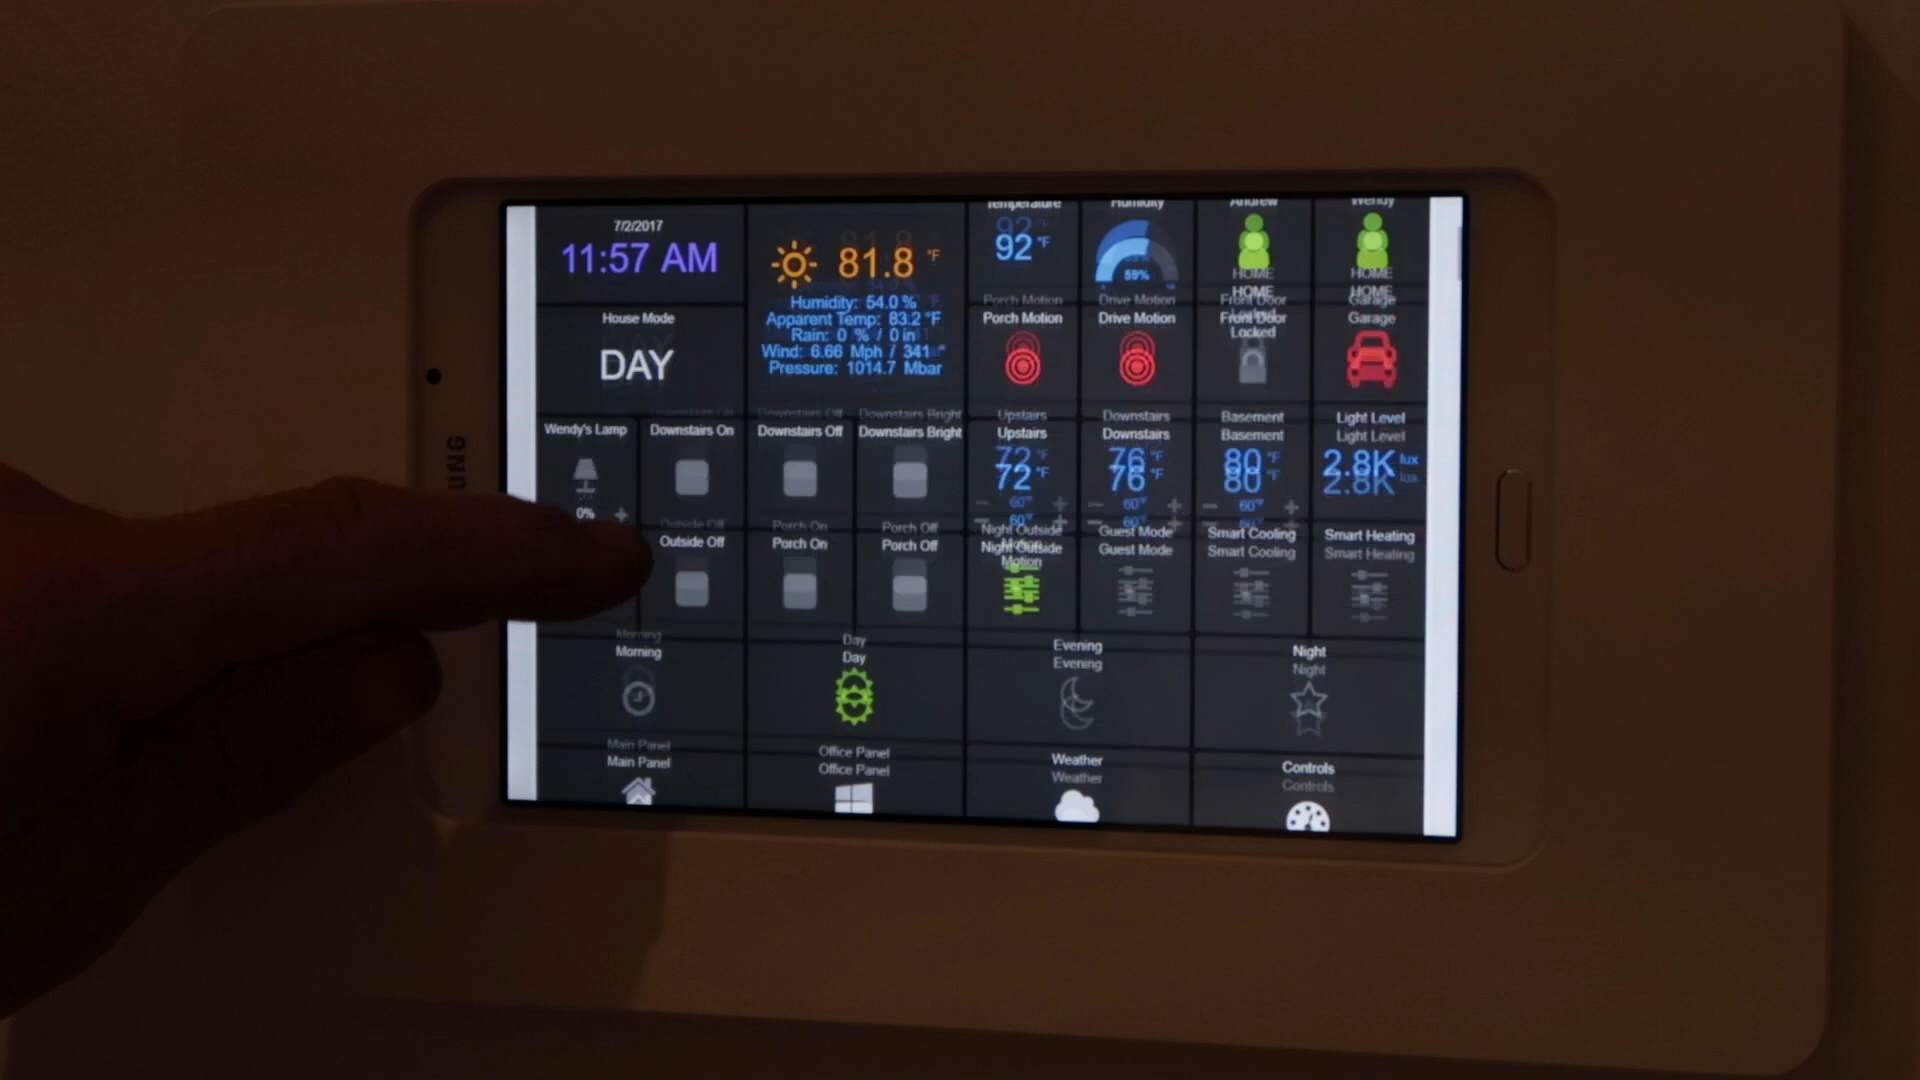 7/2/2017
11:57 AM
House Mode
DAY
81.8 °F
Humidity: 54.0 %
Apparent Temp: 83.2 °F
Rain: 0 % / 0 in
Wind: 6.66 Mph / 341 °
Pressure: 1014.7 Mbar
Temperature
92 °F
Humidity
59%
Andrew
HOME
Wendy
HOME
Porch Motion
Drive Motion
Front Door
Locked
Garage
Wendy's Lamp
0% +
Downstairs On
Downstairs Off
Downstairs Bright
Upstairs
72 °F
− 60°F +
Downstairs
76 °F
− 60°F +
Basement
80 °F
− 60°F +
Light Level
2.8K lux
Outside Off
Porch On
Porch Off
Night Outside
Motion
Guest Mode
Smart Cooling
Smart Heating
Morning
Day
Evening
Night
Main Panel
Office Panel
Weather
Controls
UNG